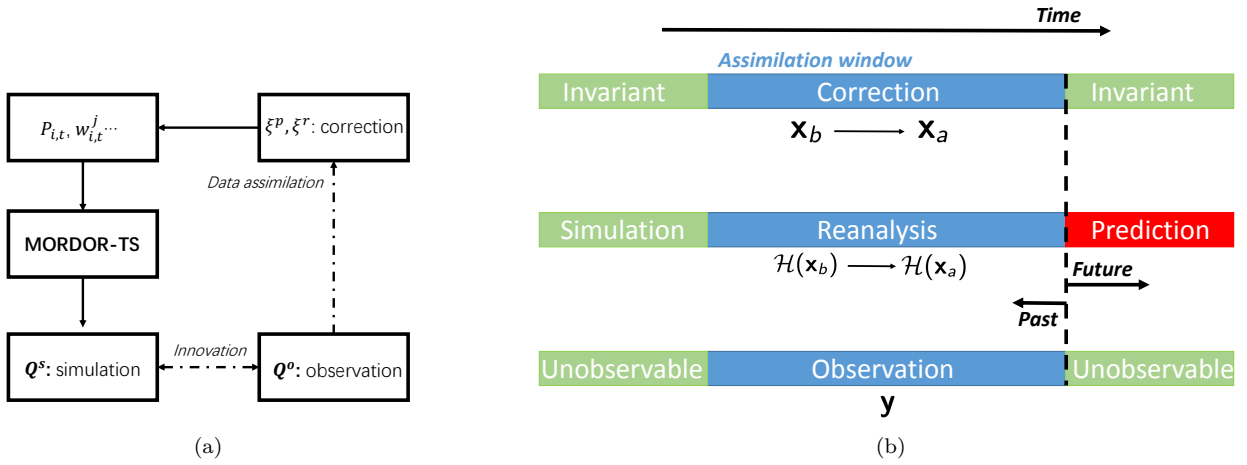 P_{i,t}, w^j_{i,t}...
ξ^p, ξ^r: correction
Data assimilation
MORDOR-TS
Q^s: simulation
Innovation
Q^o: observation
(a)
Time
Assimilation window
Invariant Correction Invariant
x_b → x_a
Simulation Reanalysis Prediction
H(x_b) → H(x_a)
Future
Past
Unobservable Observation Unobservable
y
(b)